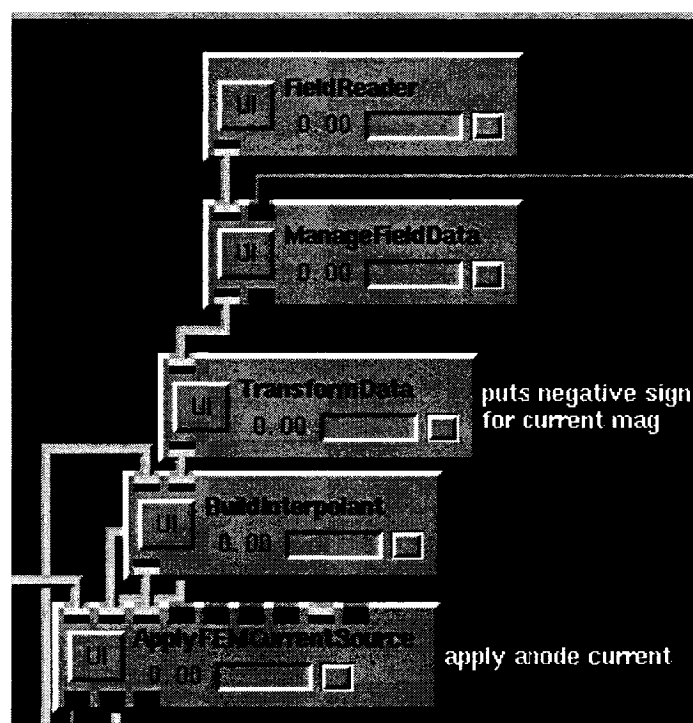 FieldReader
UI
0.00
ManageFieldData
UI
0.00
TransformData
UI
0.00
puts negative sign
for current mag
BuildInterpolant
UI
0.00
ApplyFEMCurrentSource
UI
0.00
apply anode current